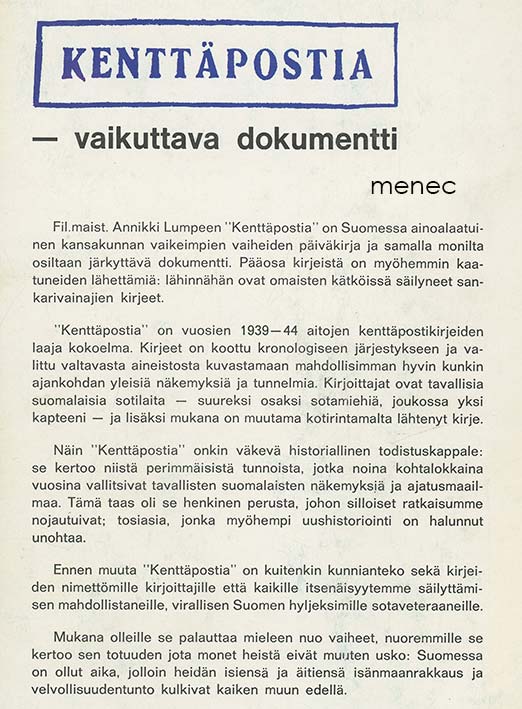 KENTTÄPOSTIA
— vaikuttava dokumentti
menec
Fil.maist. Annikki Lumpeen "Kenttäpostia" on Suomessa ainoalaatui-
nen kansakunnan vaikeimpien vaiheiden päiväkirja ja samalla monilta
osiltaan järkyttävä dokumentti. Pääosa kirjeistä on myöhemmin kaa-
tuneiden lähettämiä: lähinnähän ovat omaisten kätköissä säilyneet san-
karivainajien kirjeet.
"Kenttäpostia" on vuosien 1939—44 aitojen kenttäpostikirjeiden
laaja kokoelma. Kirjeet on koottu kronologiseen järjestykseen ja va-
littu valtavasta aineistosta kuvastamaan mahdollisimman hyvin kunkin
ajankohdan yleisiä näkemyksiä ja tunnelmia. Kirjoittajat ovat tavallisia
suomalaisia sotilaita — suureksi osaksi sotamiehiä, joukossa yksi
kapteeni — ja lisäksi mukana on muutama kotirintamalta lähtenyt kirje.
Näin "Kenttäpostia" onkin väkevä historiallinen todistuskappale:
se kertoo niistä perimmäisistä tunnoista, jotka noina kohtalokkaina
vuosina vallitsivat tavallisten suomalaisten näkemyksiä ja ajatusmaail-
maa. Tämä taas oli se henkinen perusta, johon silloiset ratkaisumme
nojautuivat; tosiasia, jonka myöhempi uushistoriointi on halunnut
unohtaa.
Ennen muuta "Kenttäpostia" on kuitenkin kunnianteko sekä kirjei-
den nimettömille kirjoittajille että kaikille itsenäisyytemme säilyttämi-
sen mahdollistaneille, virallisen Suomen hyljeksimille sotaveteraaneille.
Mukana olleille se palauttaa mieleen nuo vaiheet, nuoremmille se
kertoo sen totuuden jota monet heistä eivät muuten usko: Suomessa
on ollut aika, jolloin heidän isiensä ja äitiensä isänmaanrakkaus ja
velvollisuudentunto kulkivat kaiken muun edellä.